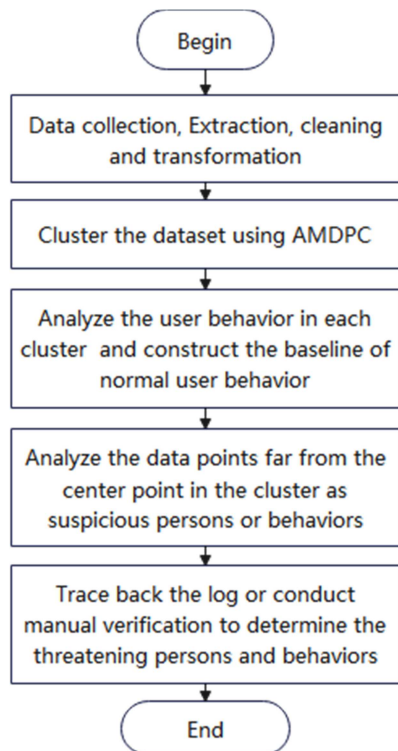 Begin
Data collection, Extraction, cleaning
and transformation
Cluster the dataset using AMDPC
Analyze the user behavior in each
cluster and construct the baseline of
normal user behavior
Analyze the data points far from the
center point in the cluster as
suspicious persons or behaviors
Trace back the log or conduct
manual verification to determine the
threatening persons and behaviors
End